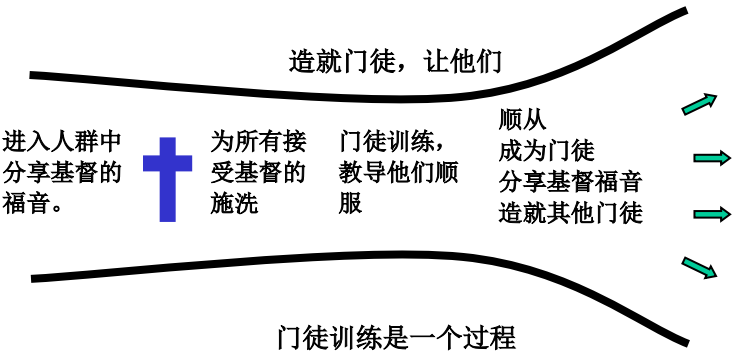 造就门徒，让他们
进入人群中
分享基督的
福音。
为所有接
受基督的
施洗
门徒训练，
教导他们顺
服
顺从
成为门徒
分享基督福音
造就其他门徒
门徒训练是一个过程